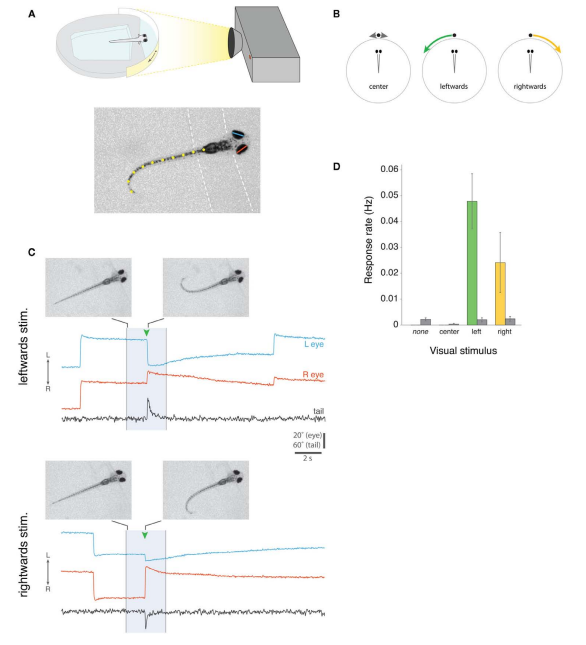 A
B
center
leftwards
rightwards
D
Response rate (Hz)
0.06
0.05
0.04
0.03
0.02
0.01
0
none
center
left
right
Visual stimulus
C
leftwards stim.
L
R
L eye
R eye
tail
20° (eye)
60° (tail)
2 s
rightwards stim.
L
R